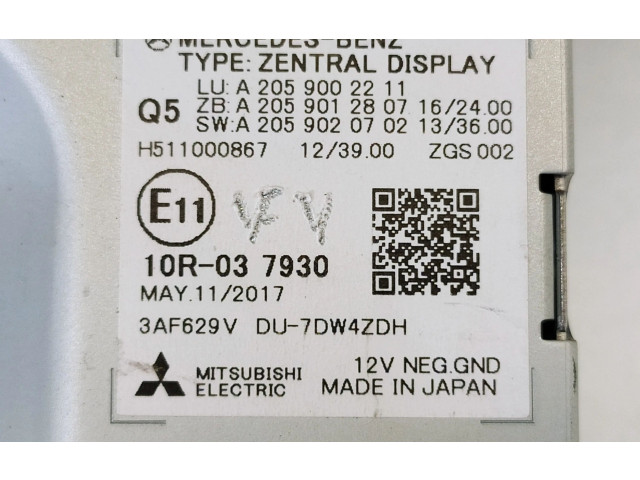 MERCEDES-BENZ
TYPE: ZENTRAL DISPLAY
LU: A 205 900 22 11
Q5 ZB: A 205 901 28 07 16/24.00
SW: A 205 902 07 02 13/36.00
H511000867 12/39.00 ZGS 002
E11 VFV
10R-03 7930
MAY.11/2017
3AF629V DU-7DW4ZDH
MITSUBISHI ELECTRIC
12V NEG.GND
MADE IN JAPAN